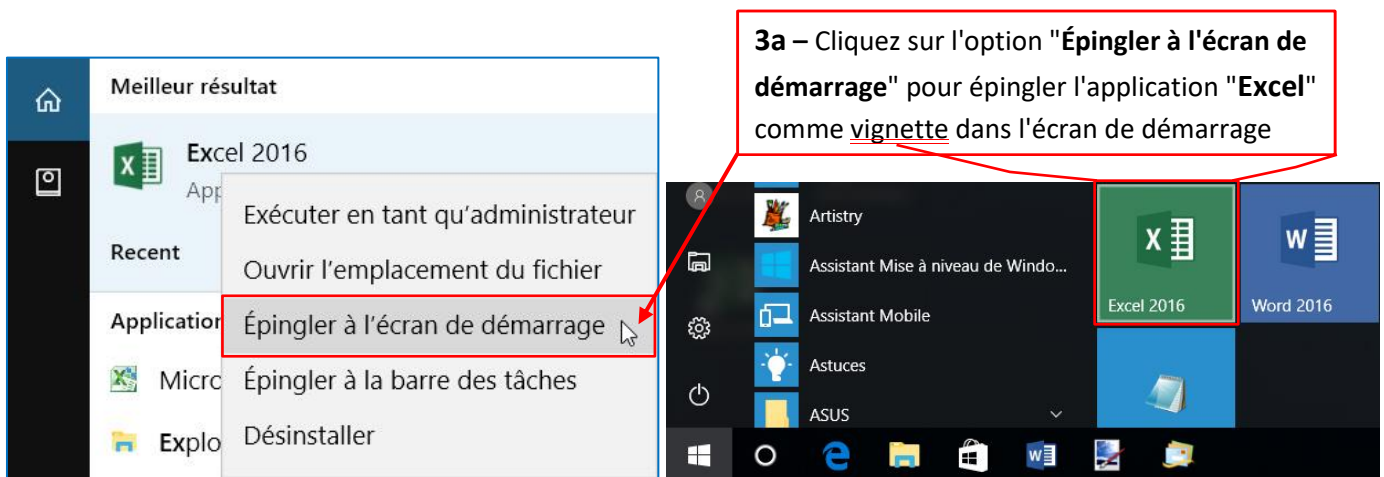 3a – Cliquez sur l'option "Épingler à l'écran de
démarrage" pour épingler l'application "Excel"
comme vignette dans l'écran de démarrage
Meilleur résultat
Excel 2016
App
Recent
Application
Micro
Explo
Exécuter en tant qu'administrateur
Ouvrir l'emplacement du fichier
Épingler à l'écran de démarrage
Épingler à la barre des tâches
Désinstaller
Artistry
Assistant Mise à niveau de Windo...
Assistant Mobile
Astuces
ASUS
Excel 2016
Word 2016